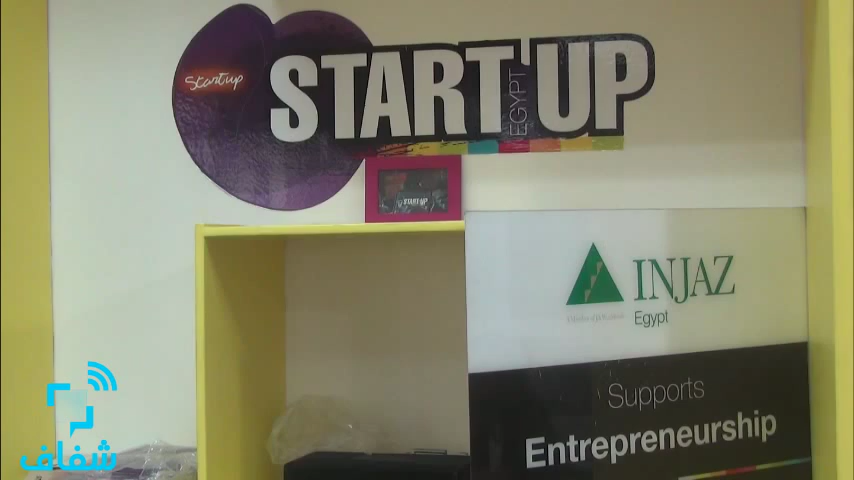 Startup
START UP
EGYPT
START UP
INJAZ
Egypt
Supports
Entrepreneurship
شفاف